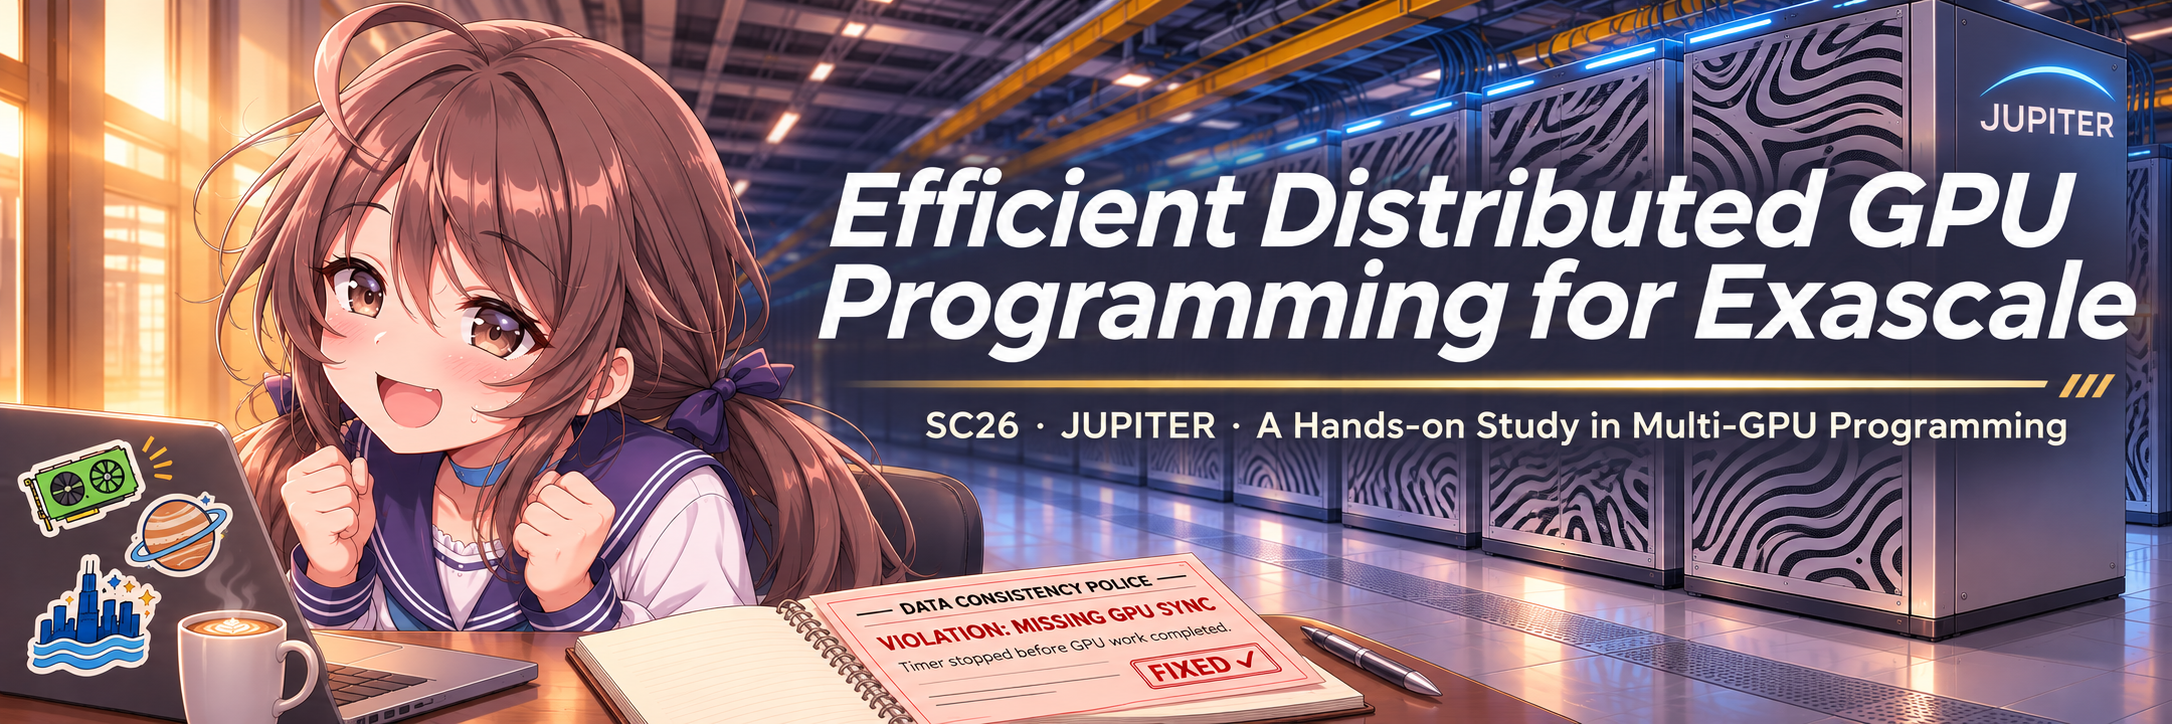 JUPITER
Efficient Distributed GPU
Programming for Exascale
SC26 · JUPITER · A Hands-on Study in Multi-GPU Programming
DATA CONSISTENCY POLICE
VIOLATION: MISSING GPU SYNC
Timer stopped before GPU work completed.
FIXED ✓